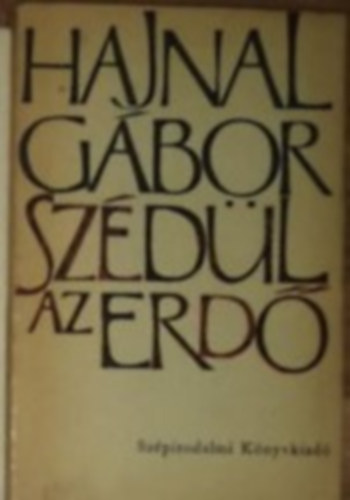 HAJNAL
GÁBOR
SZÉDÜL
AZ ERDŐ
Szépirodalmi Könyvkiadó